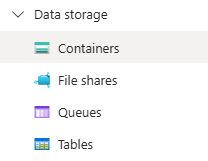 Data storage
Containers
File shares
Queues
Tables